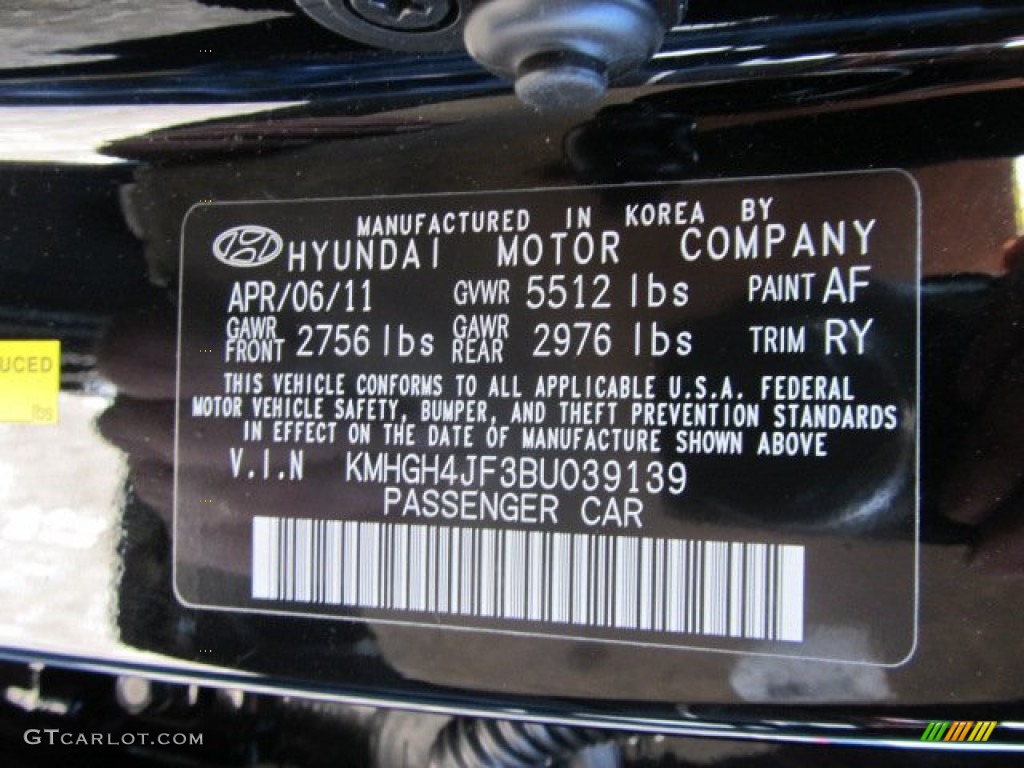 MANUFACTURED IN KOREA BY
HYUNDAI MOTOR COMPANY
APR/06/11 GVWR 5512 lbs PAINT AF
GAWR FRONT 2756 lbs GAWR REAR 2976 lbs TRIM RY
THIS VEHICLE CONFORMS TO ALL APPLICABLE U.S.A. FEDERAL
MOTOR VEHICLE SAFETY, BUMPER, AND THEFT PREVENTION STANDARDS
IN EFFECT ON THE DATE OF MANUFACTURE SHOWN ABOVE
V.I.N KMHGH4JF3BU039139
PASSENGER CAR
UCED
lbs
GTCARLOT.COM